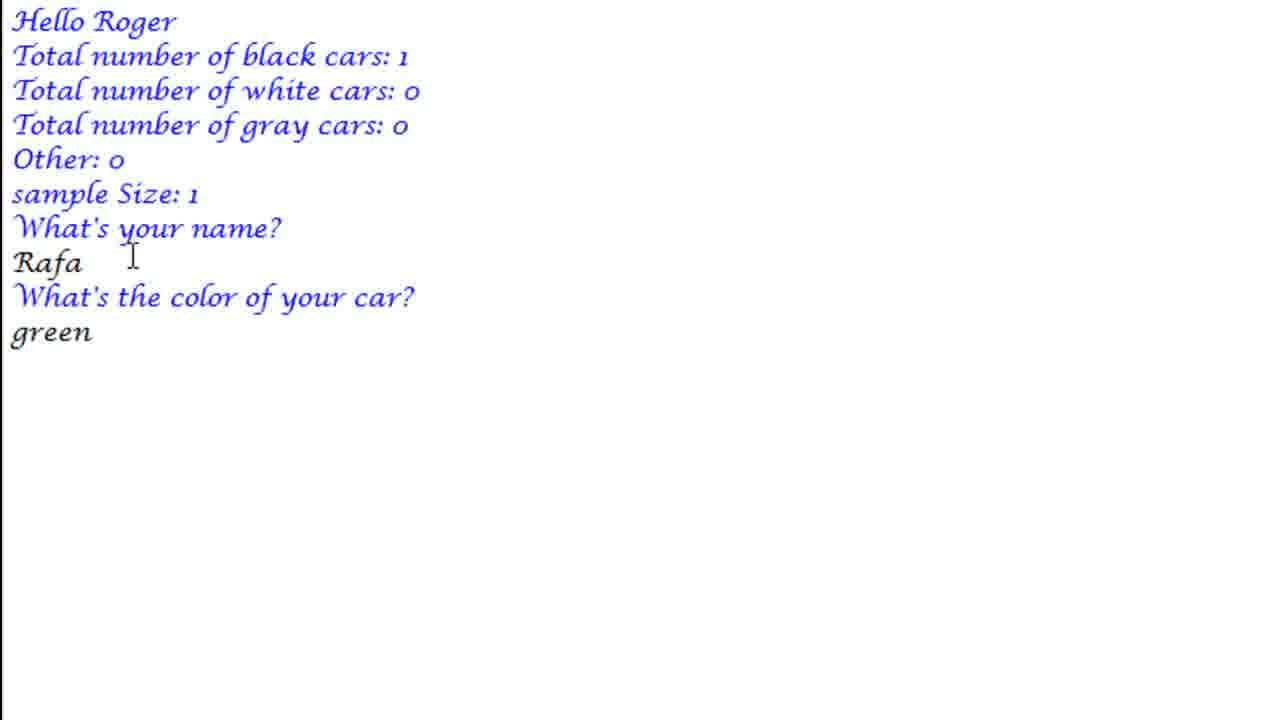 Hello Roger
Total number of black cars: 1
Total number of white cars: 0
Total number of gray cars: 0
Other: 0
sample Size: 1
What's your name?
Rafa
What's the color of your car?
green